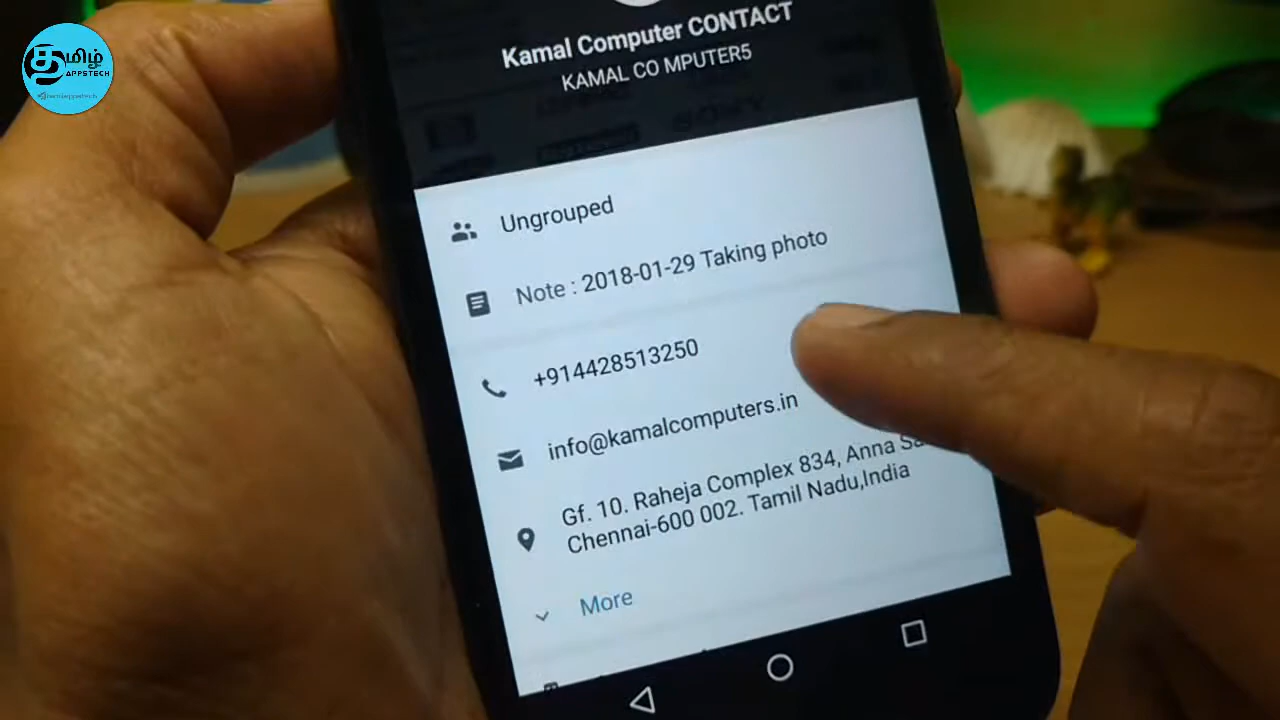 தமிழ்
APPSTECH
Kamal Computer CONTACT
KAMAL CO MPUTER5
Ungrouped
Note : 2018-01-29 Taking photo
+914428513250
info@kamalcomputers.in
Gf. 10. Raheja Complex 834, Anna
Chennai-600 002. Tamil Nadu,India
More